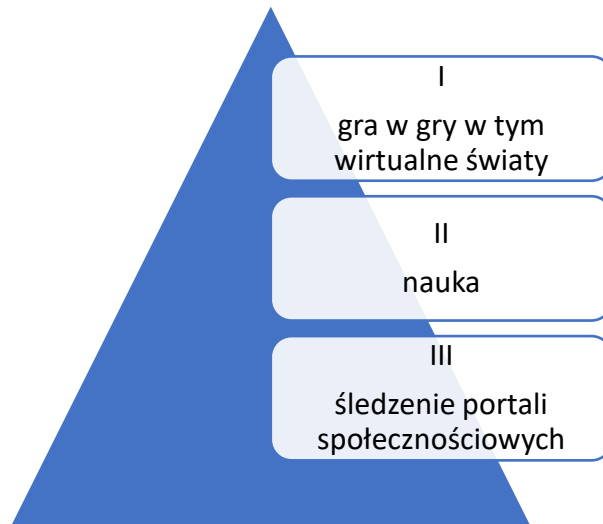 I
gra w gry w tym
wirtualne światy
II
nauka
III
śledzenie portali
społecznościowych